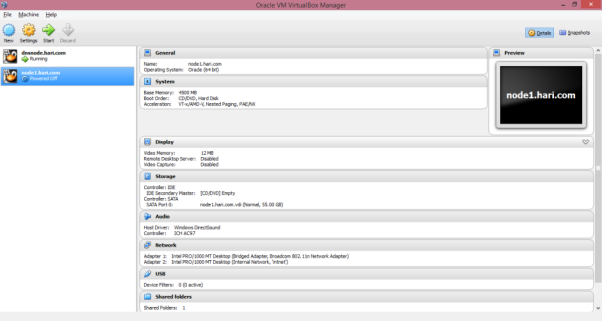 Oracle VM VirtualBox Manager
File Machine Help
New Settings Start Discard
Details Snapshots
dnsnode.hari.com
Running
node1.hari.com
Powered Off
General
Name: node1.hari.com
Operating System: Oracle (64 bit)
Preview
node1.hari.com
System
Base Memory: 4500 MB
Boot Order: CD/DVD, Hard Disk
Acceleration: VT-x/AMD-V, Nested Paging, PAE/NX
Display
Video Memory: 12 MB
Remote Desktop Server: Disabled
Video Capture: Disabled
Storage
Controller: IDE
IDE Secondary Master: [CD/DVD] Empty
Controller: SATA
SATA Port 0: node1.hari.com.vdi (Normal, 55.00 GB)
Audio
Host Driver: Windows DirectSound
Controller: ICH AC97
Network
Adapter 1: Intel PRO/1000 MT Desktop (Bridged Adapter, Broadcom 802.11n Network Adapter)
Adapter 2: Intel PRO/1000 MT Desktop (Internal Network, 'intnet')
USB
Device Filters: 0 (0 active)
Shared folders
Shared Folders: 1